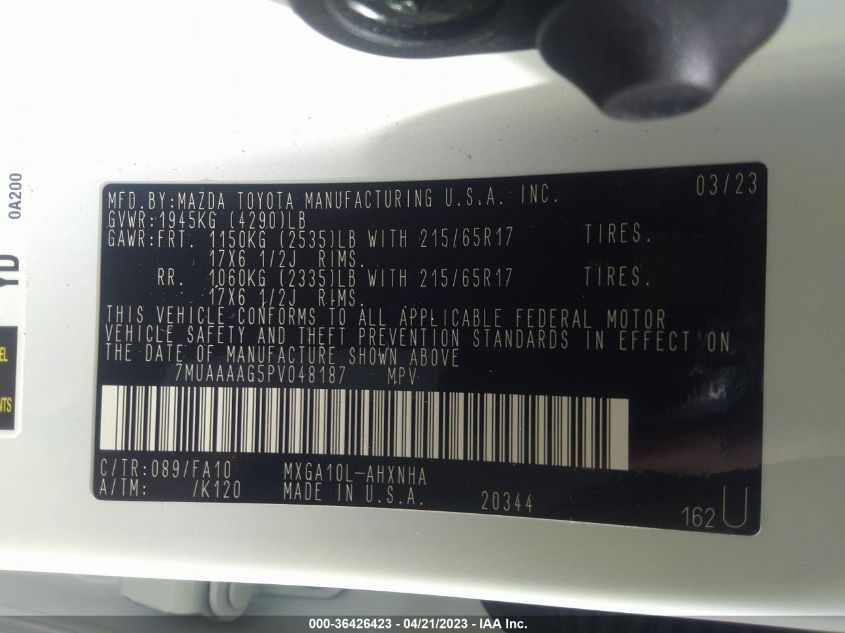 MFD.BY:MAZDA TOYOTA MANUFACTURING U.S.A. INC. 03/23
GVWR:1945KG (4290)LB
GAWR:FRT. 1150KG (2535)LB WITH 215/65R17 TIRES.
17X6 1/2J RIMS.
RR. 1060KG (2335)LB WITH 215/65R17 TIRES.
17X6 1/2J RIMS.
THIS VEHICLE CONFORMS TO ALL APPLICABLE FEDERAL MOTOR
VEHICLE SAFETY AND THEFT PREVENTION STANDARDS IN EFFECT ON
THE DATE OF MANUFACTURE SHOWN ABOVE
7MUAAAAG5PV048187 MPV
C/TR:089/FA10 MXGA10L-AHXNHA
A/TM: /K120 MADE IN U.S.A. 20344
162U
0A200
YD
000-36426423 - 04/21/2023 - IAA Inc.